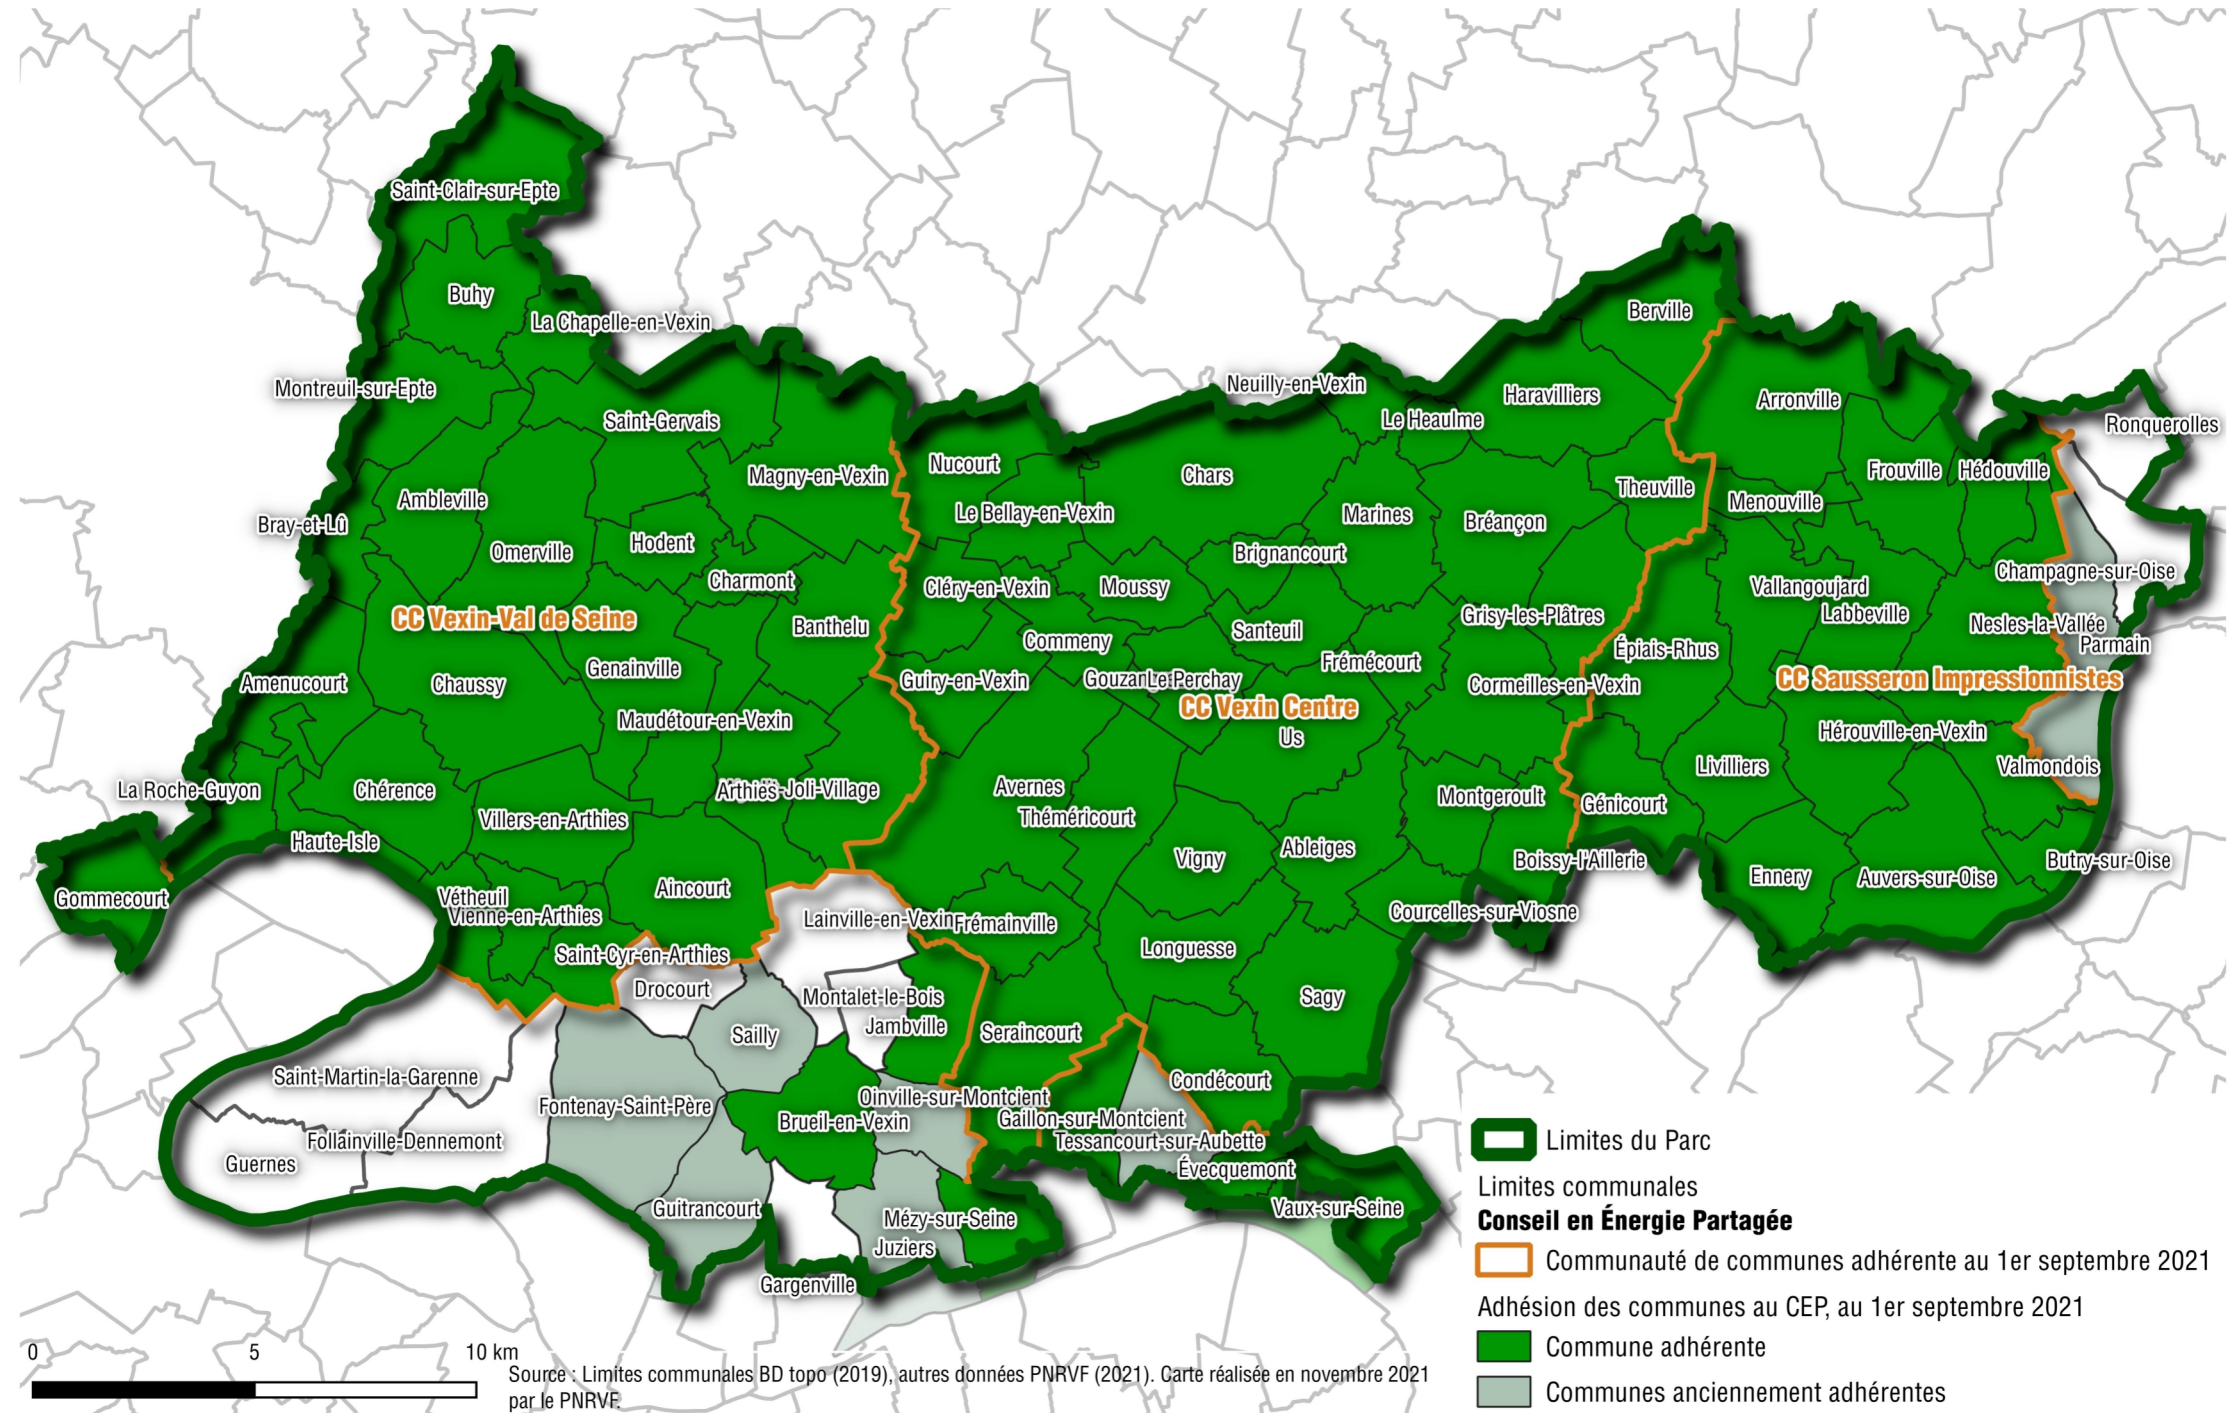 Saint-Clair-sur-Epte
Buhy
La Chapelle-en-Vexin
Montreuil-sur-Epte
Saint-Gervais
Magny-en-Vexin
Ambleville
Bray-et-Lû
Omerville
Hodent
Charmont
CC Vexin-Val de Seine
Banthelu
Genainville
Amenucourt
Chaussy
Maudétour-en-Vexin
La Roche-Guyon
Chérence
Arthies
-Joli-Village
Villers-en-Arthies
Haute-Isle
Gommecourt
Vétheuil
Vienne-en-Arthies
Aincourt
Saint-Cyr-en-Arthies
Drocourt
Lainville-en-Vexin
Frémainville
Montalet-le-Bois
Jambville
Sailly
Saint-Martin-la-Garenne
Fontenay-Saint-Père
Follainville-Dennemont
Guernes
Brueil-en-Vexin
Oinville-sur-Montcient
Gaillon-sur-Montcient
Tessancourt-sur-Aubette
Évecquemont
Vaux-sur-Seine
Guitrancourt
Mézy-sur-Seine
Juziers
Gargenville
Neuilly-en-Vexin
Berville
Haravilliers
Le Heaulme
Nucourt
Chars
Le Bellay-en-Vexin
Marines
Bréançon
Theuville
Brignancourt
Cléry-en-Vexin
Moussy
Grisy-les-Plâtres
Commeny
Santeuil
Frémécourt
Guiry-en-Vexin
Le Perchay
Cormeilles-en-Vexin
CC Vexin Centre
Us
Avernes
Théméricourt
Montgeroult
Vigny
Ableiges
Boissy-l'Aillerie
Courcelles-sur-Viosne
Longuesse
Sagy
Seraincourt
Condécourt
Arronville
Ronquerolles
Frouville
Hédouville
Menouville
Champagne-sur-Oise
Vallangoujard
Labbeville
Nesles-la-Vallée
Parmain
Épiais-Rhus
CC Sausseron Impressionnistes
Hérouville-en-Vexin
Livilliers
Valmondois
Génicourt
Ennery
Auvers-sur-Oise
Butry-sur-Oise
Limites du Parc
Limites communales
Conseil en Énergie Partagée
Communauté de communes adhérente au 1er septembre 2021
Adhésion des communes au CEP, au 1er septembre 2021
Commune adhérente
Communes anciennement adhérentes
0 5 10 km
Source : Limites communales BD topo (2019), autres données PNRVF (2021). Carte réalisée en novembre 2021
par le PNRVF.